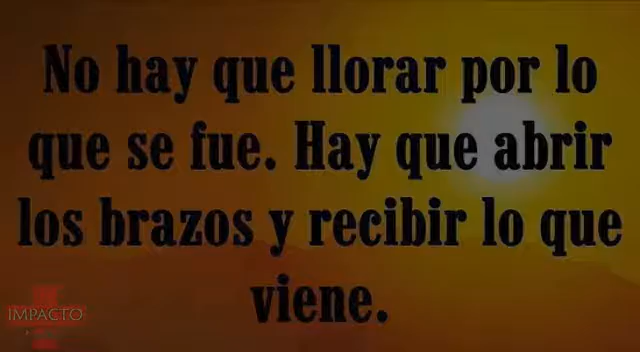 No hay que llorar por lo
que se fue. Hay que abrir
los brazos y recibir lo que
viene.
IMPACTO